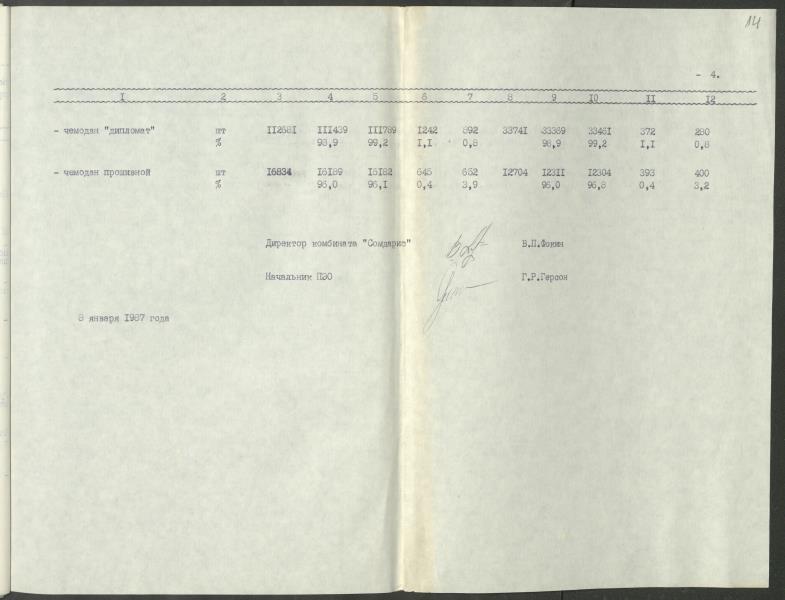 14
- 4.
I 2 3 4 5 6 7 8 9 IO II I2
- чемодан "дипломат" шт II2681 III439 III789 I242 892 3374I 33369 3346I 372 280
% 98,9 99,2 I,I 0,8 98,9 99,2 I,I 0,8
- чемодан прошивной шт I6834 I6I89 I6I82 645 652 I2704 I23II I2304 393 400
% 96,0 96,I 0,4 3,9 96,0 96,8 0,4 3,2
Директор комбината "Сомдарис" В.П.Фокин
Начальник ПЭО Г.Р.Герсон
8 января I987 года